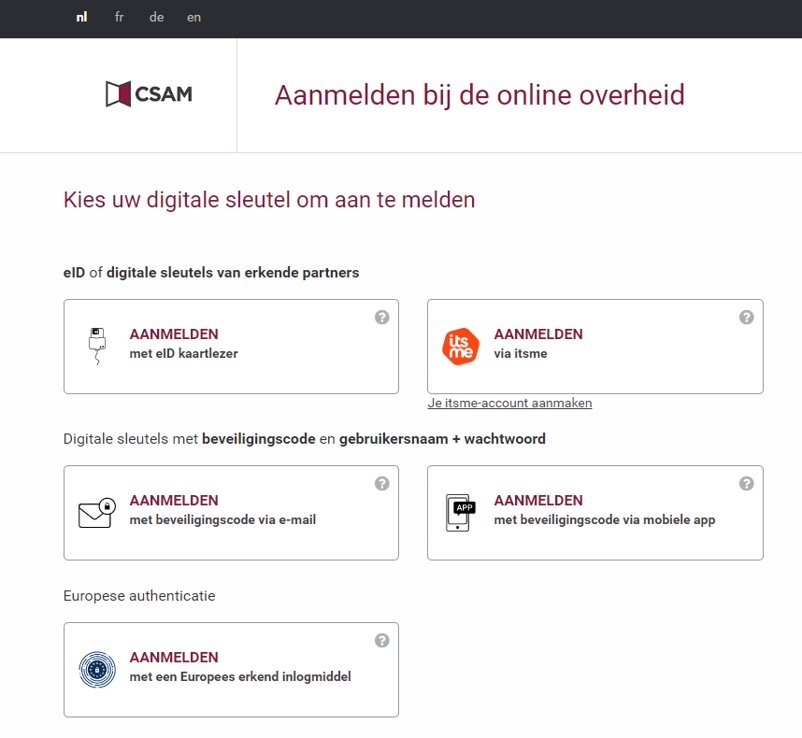 nl fr de en
CSAM
Aanmelden bij de online overheid
Kies uw digitale sleutel om aan te melden
eID of digitale sleutels van erkende partners
?
AANMELDEN
met eID kaartlezer
?
its
me
AANMELDEN
via itsme
Je itsme-account aanmaken
Digitale sleutels met beveiligingscode en gebruikersnaam + wachtwoord
?
AANMELDEN
met beveiligingscode via e-mail
?
APP
AANMELDEN
met beveiligingscode via mobiele app
Europese authenticatie
?
AANMELDEN
met een Europees erkend inlogmiddel